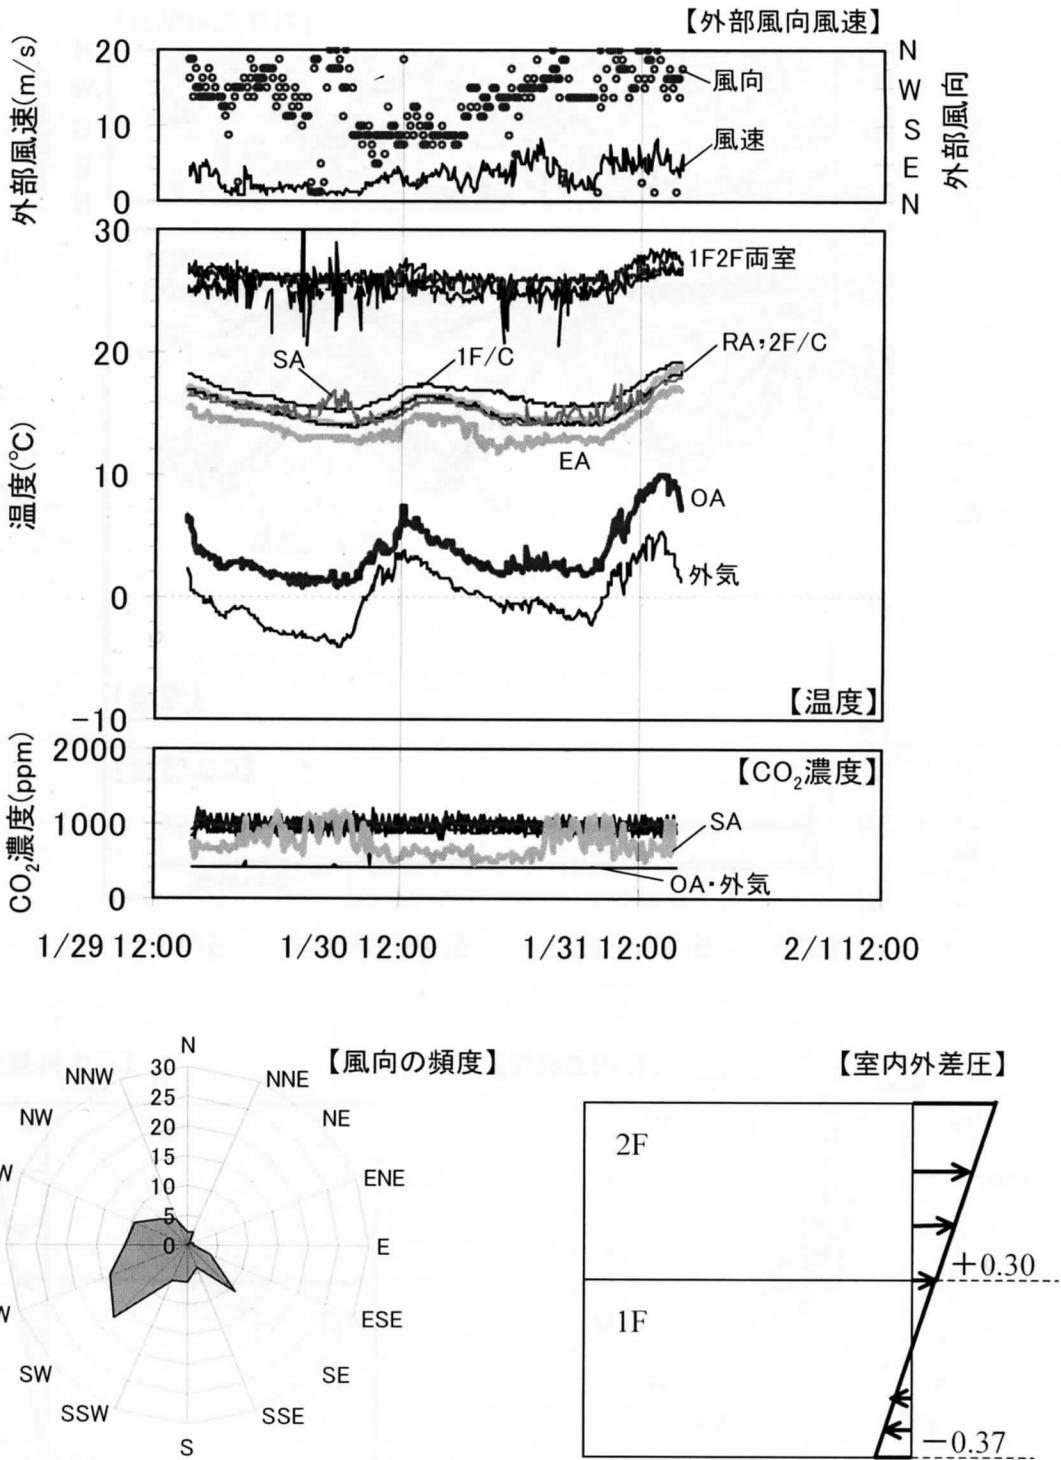 【外部風向風速】
外部風速(m/s)
20
10
0
風向
風速
N
W
S
E
N
外部風向
温度(℃)
30
20
10
0
−10
1F2F両室
SA
1F/C
RA・2F/C
EA
OA
外気
【温度】
CO₂濃度(ppm)
2000
1000
0
【CO₂濃度】
SA
OA・外気
1/29 12:00
1/30 12:00
1/31 12:00
2/1 12:00
【風向の頻度】
N
NNW
NNE
NW
NE
W
ENE
E
W
ESE
SW
SE
SSW
SSE
S
30
25
20
15
10
5
0
【室内外差圧】
2F
+0.30
1F
−0.37